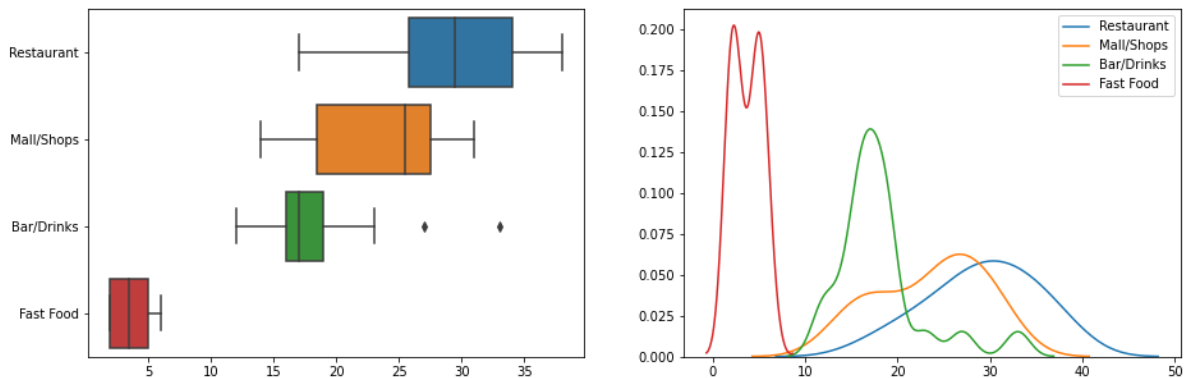 Restaurant
Mall/Shops
Bar/Drinks
Fast Food
5 10 15 20 25 30 35
0.200
0.175
0.150
0.125
0.100
0.075
0.050
0.025
0.000
0 10 20 30 40 50
Restaurant
Mall/Shops
Bar/Drinks
Fast Food